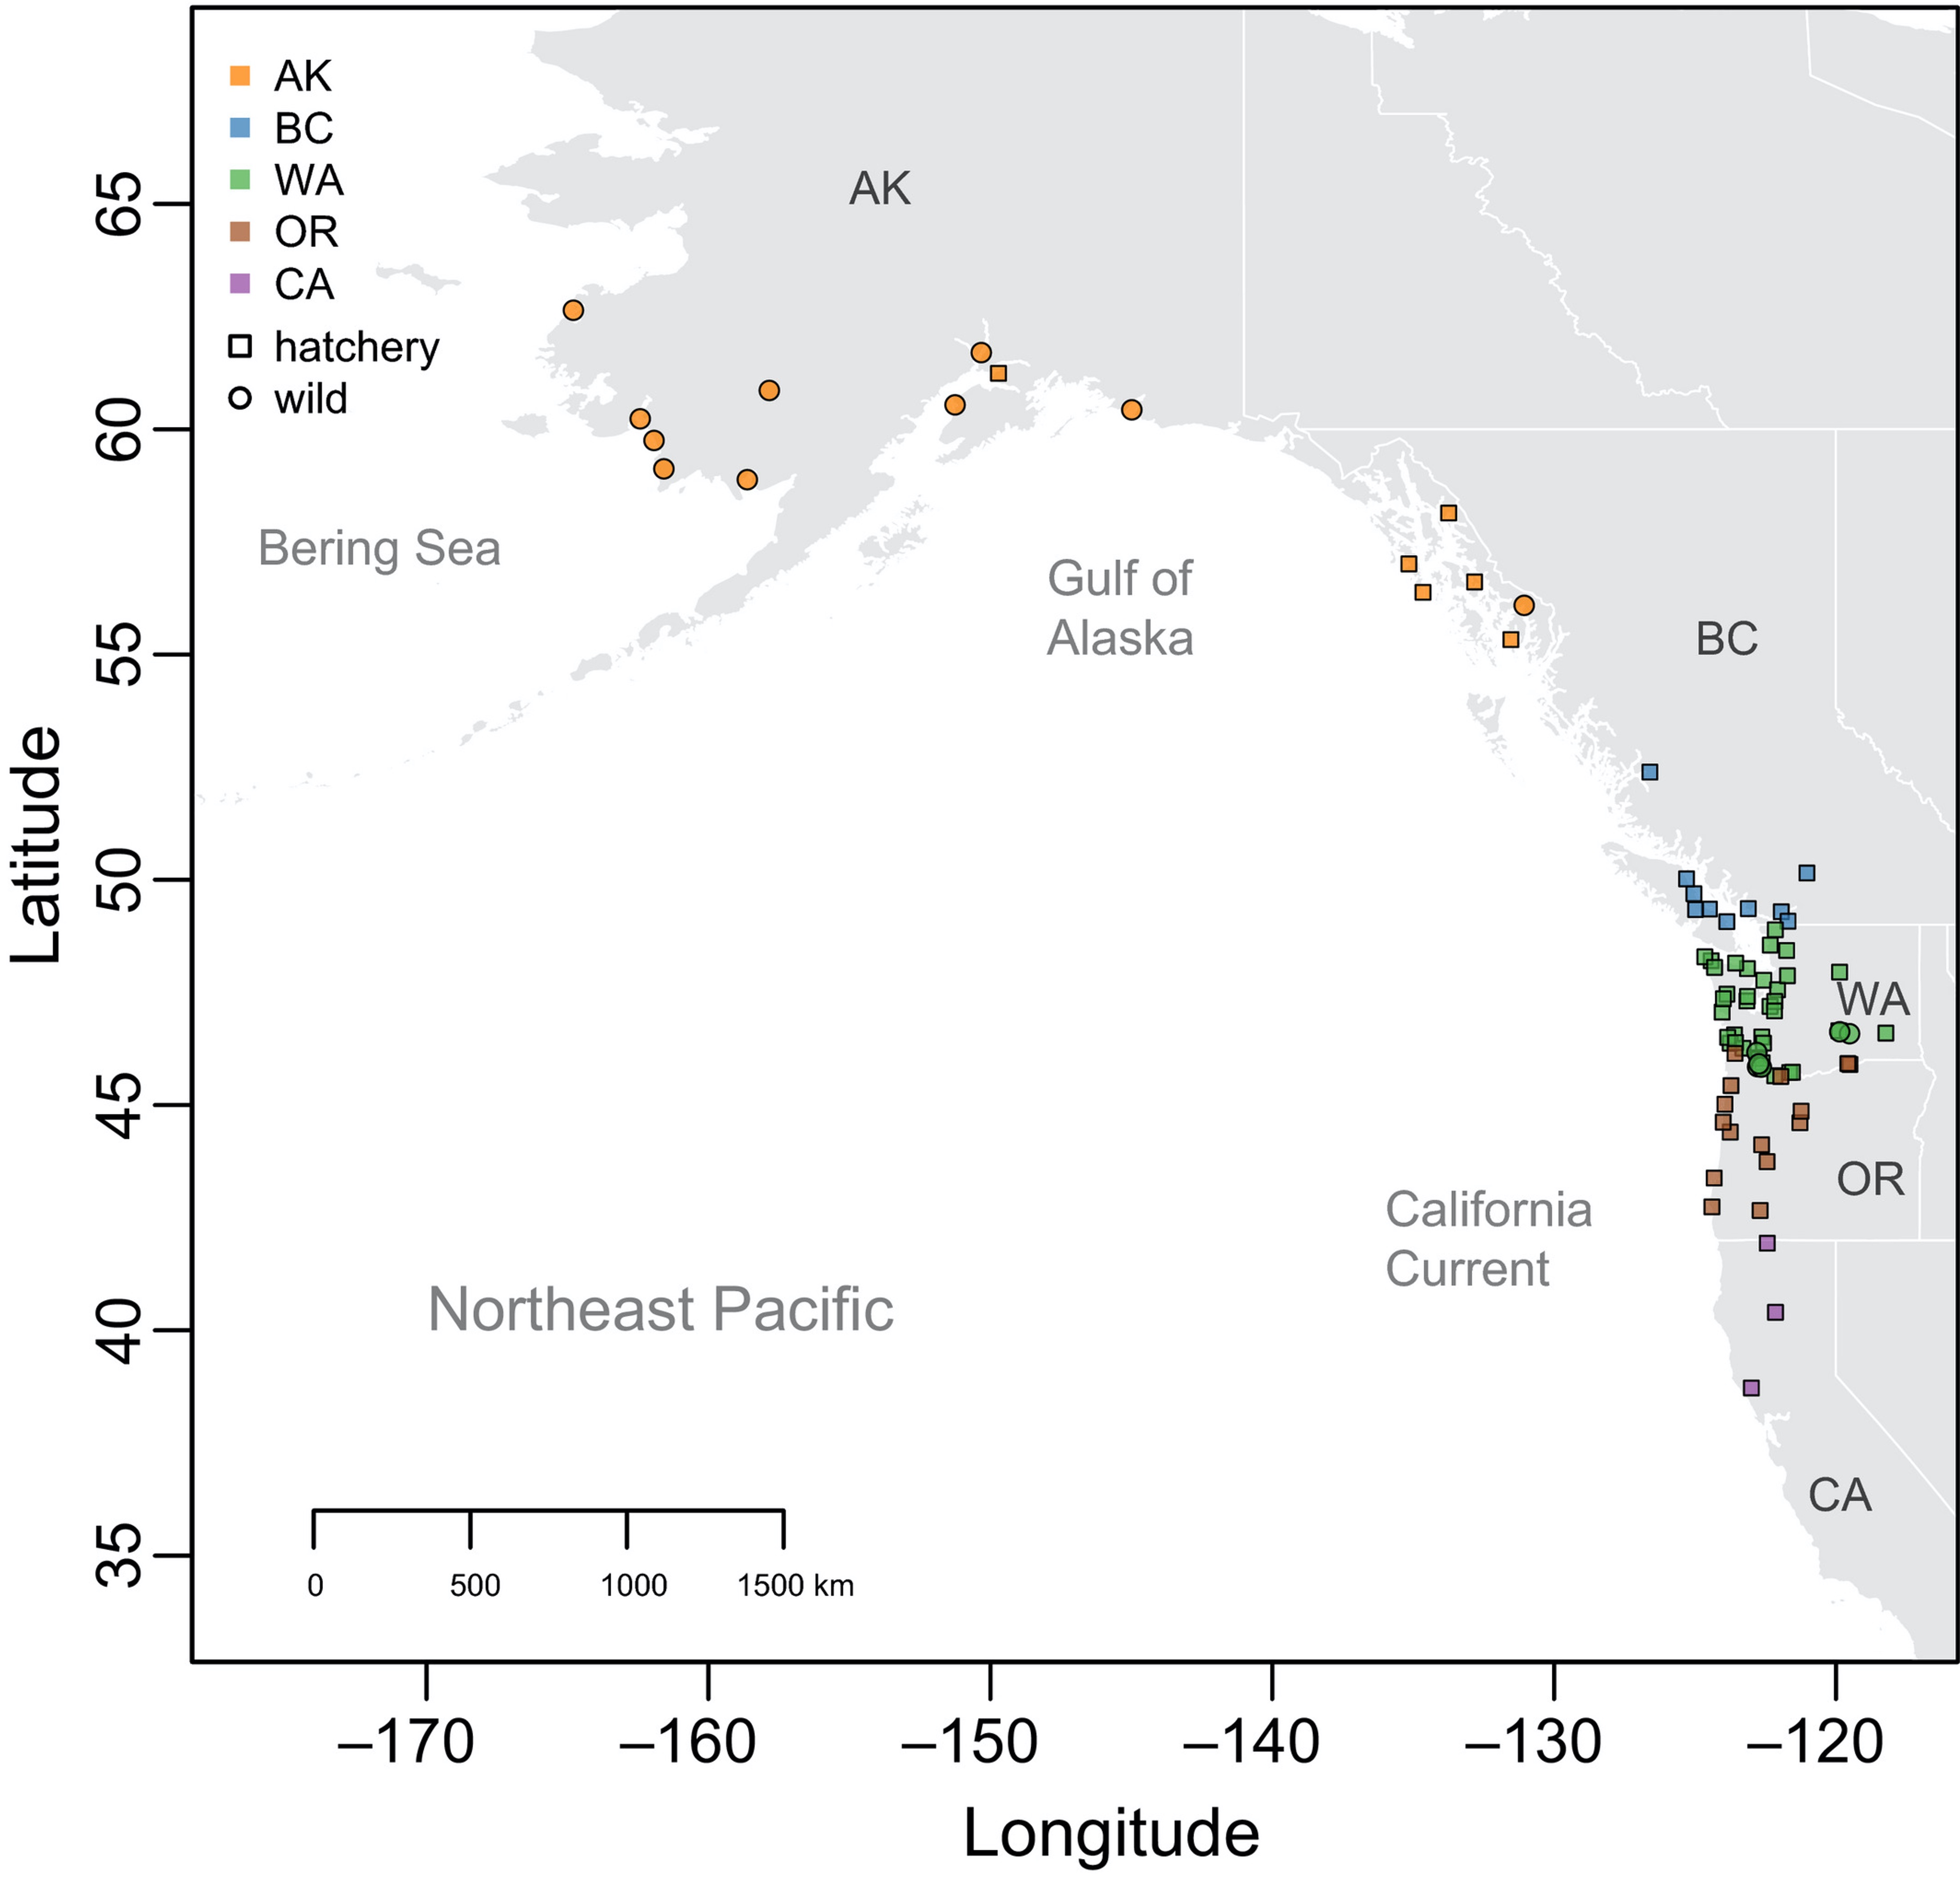 AK
BC
WA
OR
CA
hatchery
wild
AK
Bering Sea
Gulf of
Alaska
BC
WA
OR
California
Current
Northeast Pacific
CA
0 500 1000 1500 km
65
60
55
50
45
40
35
Latitude
–170 –160 –150 –140 –130 –120
Longitude